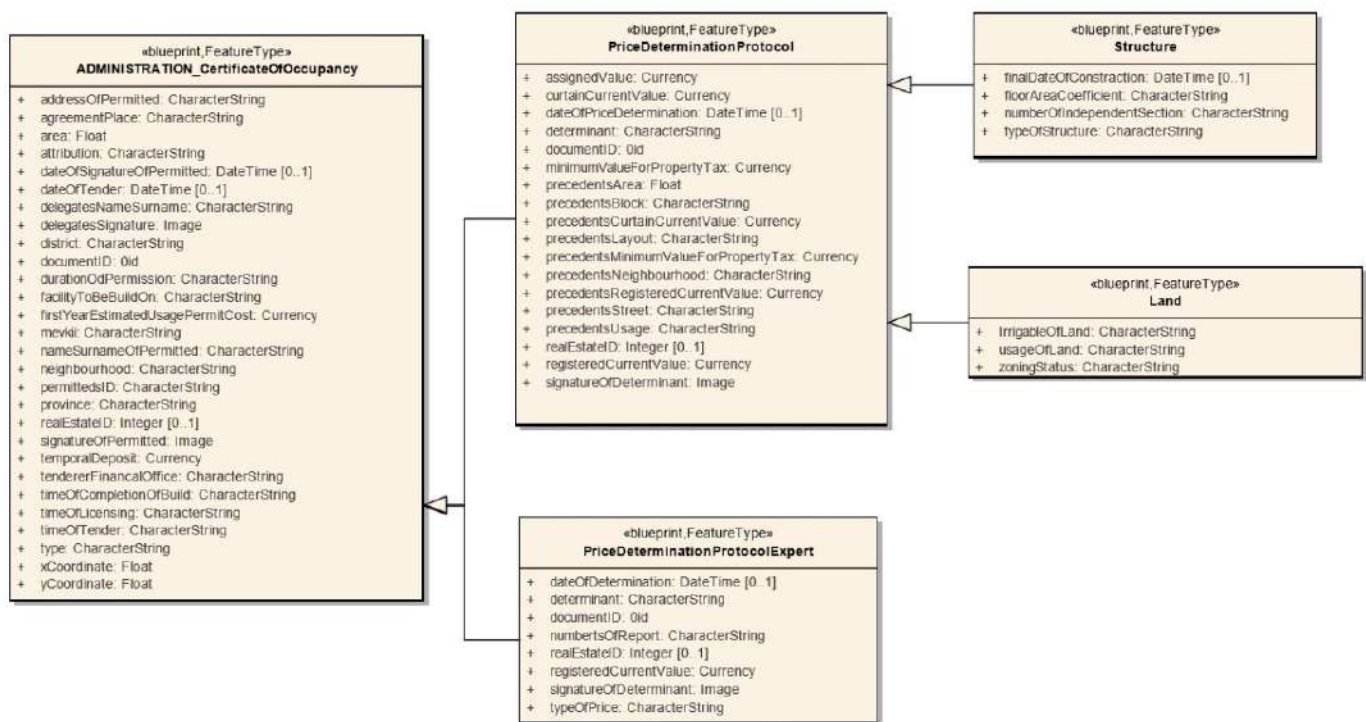 «blueprint,FeatureType»
ADMINISTRATION_CertificateOfOccupancy
+ addressOfPermitted: CharacterString
+ agreementPlace: CharacterString
+ area: Float
+ attribution: CharacterString
+ dateOfSignatureOfPermitted: DateTime [0..1]
+ dateOfTender: DateTime [0..1]
+ delegatesNameSurname: CharacterString
+ delegatesSignature: Image
+ district: CharacterString
+ documentID: 0id
+ durationOdPermission: CharacterString
+ facilityToBeBuildOn: CharacterString
+ firstYearEstimatedUsagePermitCost: Currency
+ mevkii: CharacterString
+ nameSurnameOfPermitted: CharacterString
+ neighbourhood: CharacterString
+ permittedsID: CharacterString
+ province: CharacterString
+ realEstateID: Integer [0..1]
+ signatureOfPermitted: Image
+ temporalDeposit: Currency
+ tendererFinancalOffice: CharacterString
+ timeOfCompletionOfBuild: CharacterString
+ timeOfLicensing: CharacterString
+ timeOfTender: CharacterString
+ type: CharacterString
+ xCoordinate: Float
+ yCoordinate: Float
«blueprint,FeatureType»
PriceDeterminationProtocol
+ assignedValue: Currency
+ curtainCurrentValue: Currency
+ dateOfPriceDetermination: DateTime [0..1]
+ determinant: CharacterString
+ documentID: 0id
+ minimumValueForPropertyTax: Currency
+ precedentsArea: Float
+ precedentsBlock: CharacterString
+ precedentsCurtainCurrentValue: Currency
+ precedentsLayout: CharacterString
+ precedentsMinimumValueForPropertyTax: Currency
+ precedentsNeighbourhood: CharacterString
+ precedentsRegisteredCurrentValue: Currency
+ precedentsStreet: CharacterString
+ precedentsUsage: CharacterString
+ realEstateID: Integer [0..1]
+ registeredCurrentValue: Currency
+ signatureOfDeterminant: Image
«blueprint,FeatureType»
Structure
+ finalDateOfConstraction: DateTime [0..1]
+ floorAreaCoefficient: CharacterString
+ numberOfIndependentSection: CharacterString
+ typeOfStructure: CharacterString
«blueprint,FeatureType»
Land
+ IrrigableOfLand: CharacterString
+ usageOfLand: CharacterString
+ zoningStatus: CharacterString
«blueprint,FeatureType»
PriceDeterminationProtocolExpert
+ dateOfDetermination: DateTime [0..1]
+ determinant: CharacterString
+ documentID: 0id
+ numbertsOfReport: CharacterString
+ realEstateID: Integer [0..1]
+ registeredCurrentValue: Currency
+ signatureOfDeterminant: Image
+ typeOfPrice: CharacterString